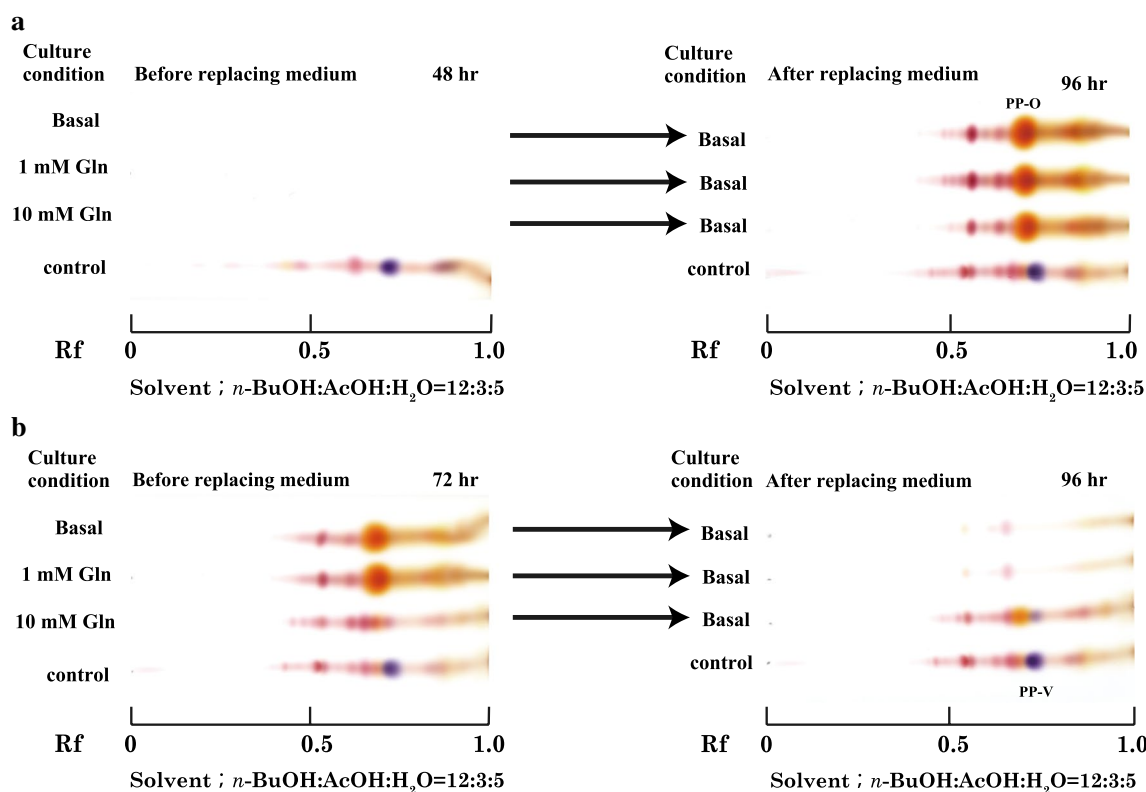 a
Culture
condition
Before replacing medium
48 hr
Basal
1 mM Gln
10 mM Gln
control
Rf
0
0.5
1.0
Solvent ; n-BuOH:AcOH:H₂O=12:3:5
Culture
condition
After replacing medium
96 hr
PP-O
Basal
Basal
Basal
control
Rf
0
0.5
1.0
Solvent ; n-BuOH:AcOH:H₂O=12:3:5
b
Culture
condition
Before replacing medium
72 hr
Basal
1 mM Gln
10 mM Gln
control
Rf
0
0.5
1.0
Solvent ; n-BuOH:AcOH:H₂O=12:3:5
Culture
condition
After replacing medium
96 hr
Basal
Basal
Basal
control
PP-V
Rf
0
0.5
1.0
Solvent ; n-BuOH:AcOH:H₂O=12:3:5